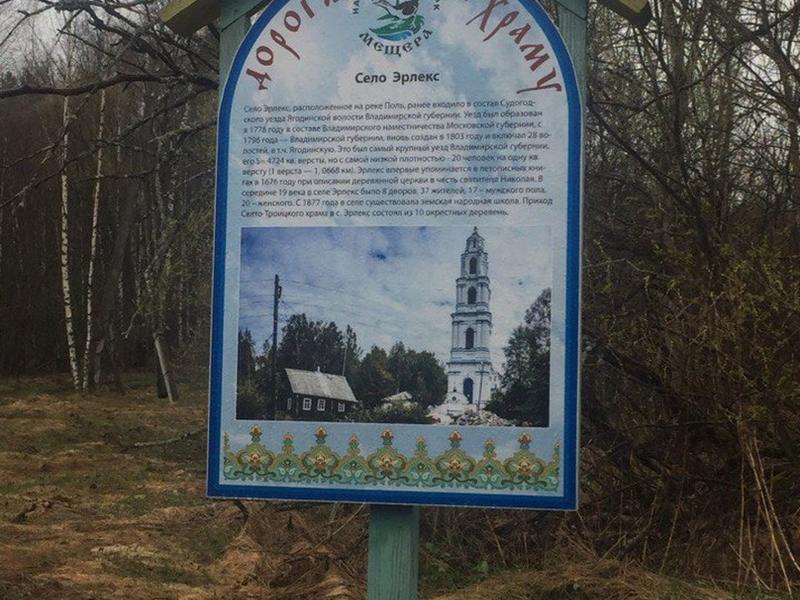 Дорога Храму
МЕЩЕРА
Село Эрлекс
Село Эрлекс, расположенное на реке Поль, ранее входило в состав Судогод-
ского уезда Ягодинской волости Владимирской губернии. Уезд был образован
в 1778 году в составе Владимирского наместничества Московской губернии, с
1796 года — Владимирской губернии, вновь создан в 1803 году и включал 28 во-
лостей, в т.ч. Ягодинскую. Это был самый крупный уезд Владимирской губернии,
его S= 4724 кв. версты, но с самой низкой плотностью - 20 человек на одну кв.
версту (1 верста — 1, 0668 км). Эрлекс впервые упоминается в летописных кни-
гах в 1676 году при описании деревянной церкви в честь святителя Николая. В
середине 19 века в селе Эрлекс было 8 дворов, 37 жителей, 17 – мужского пола,
20 –женского. С 1877 года в селе существовала земская народная школа. Приход
Свято-Троицкого храма в с. Эрлекс состоял из 10 окрестных деревень.